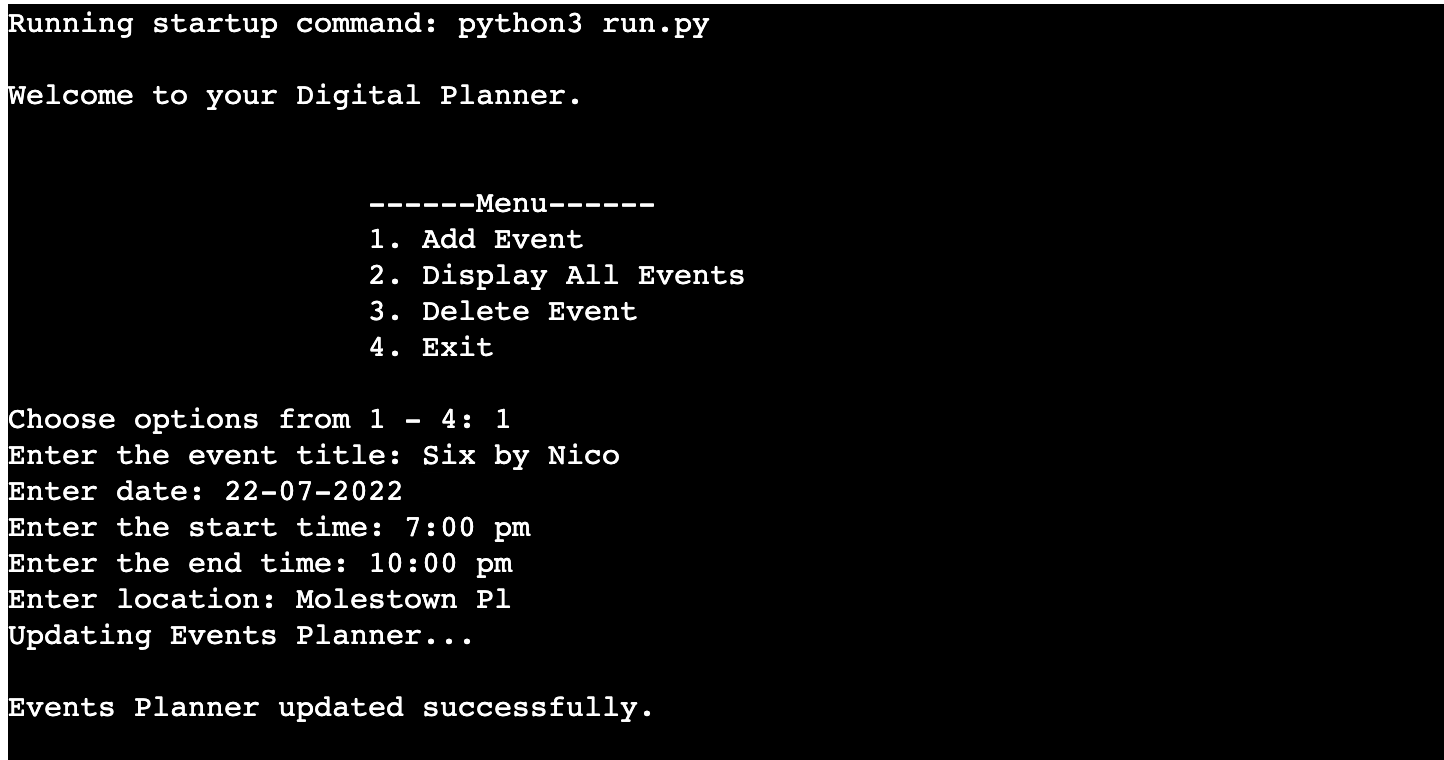 Running startup command: python3 run.py
Welcome to your Digital Planner.
------Menu------
1. Add Event
2. Display All Events
3. Delete Event
4. Exit
Choose options from 1 - 4: 1
Enter the event title: Six by Nico
Enter date: 22-07-2022
Enter the start time: 7:00 pm
Enter the end time: 10:00 pm
Enter location: Molestown Pl
Updating Events Planner...
Events Planner updated successfully.